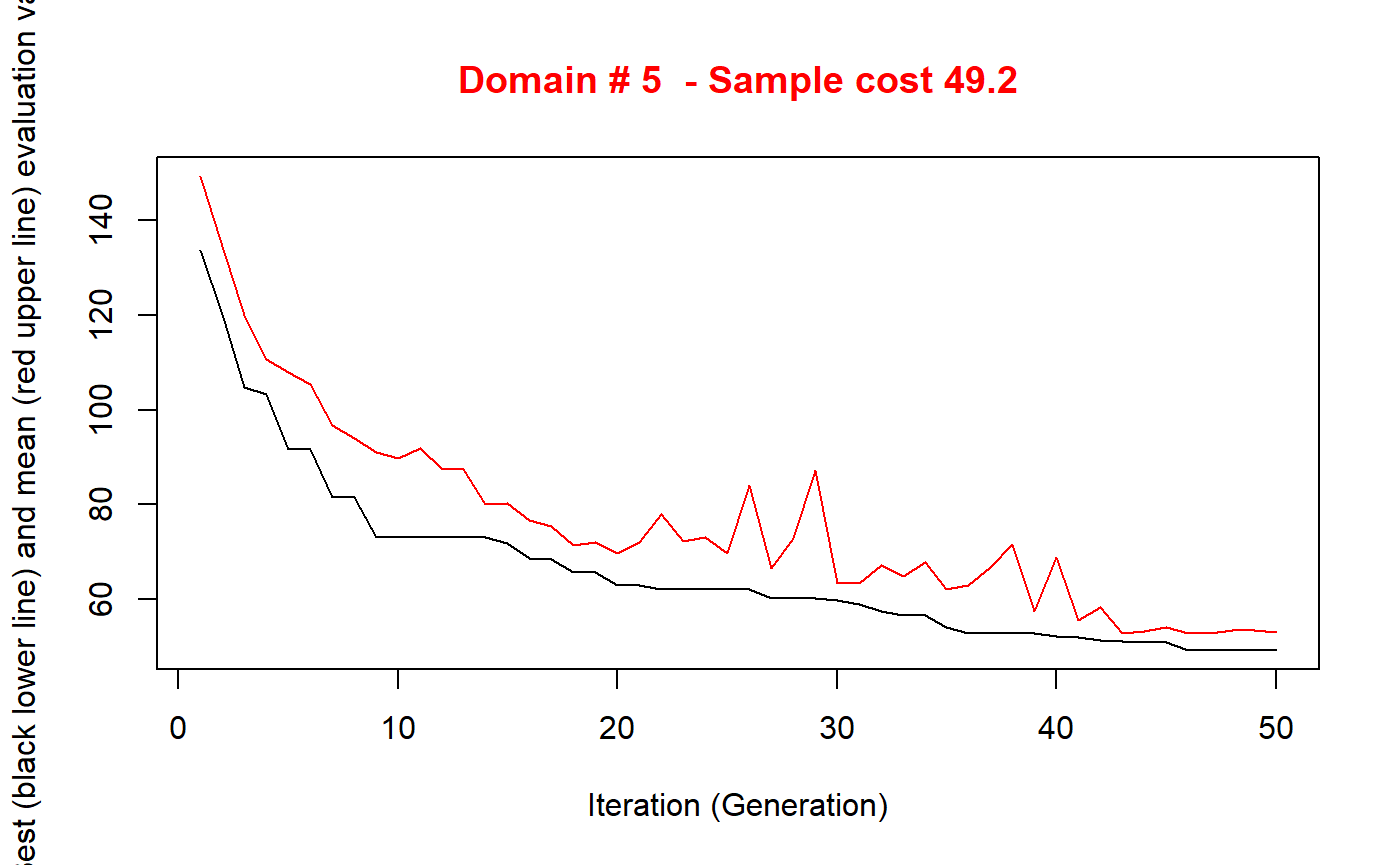 Domain # 5 - Sample cost 49.2
(black lower line) and mean (red upper line) evaluation
140
120
100
80
60
0 10 20 30 40 50
Iteration (Generation)